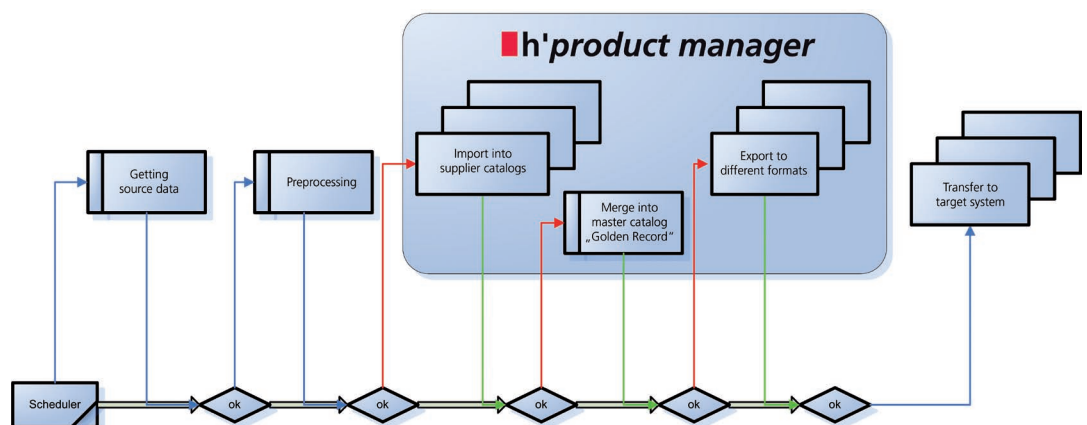 h'product manager
Import into
supplier catalogs
Export to
different formats
Getting
source data
Preprocessing
Merge into
master catalog
„Golden Record“
Transfer to
target system
Scheduler
ok
ok
ok
ok
ok